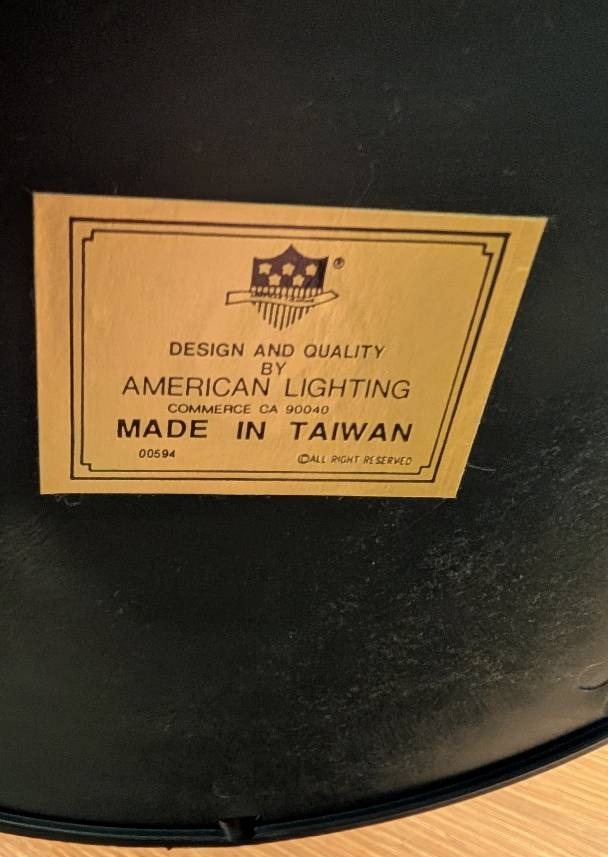 ®
DESIGN AND QUALITY
BY
AMERICAN LIGHTING
COMMERCE CA 90040
MADE IN TAIWAN
00594
©ALL RIGHT RESERVED